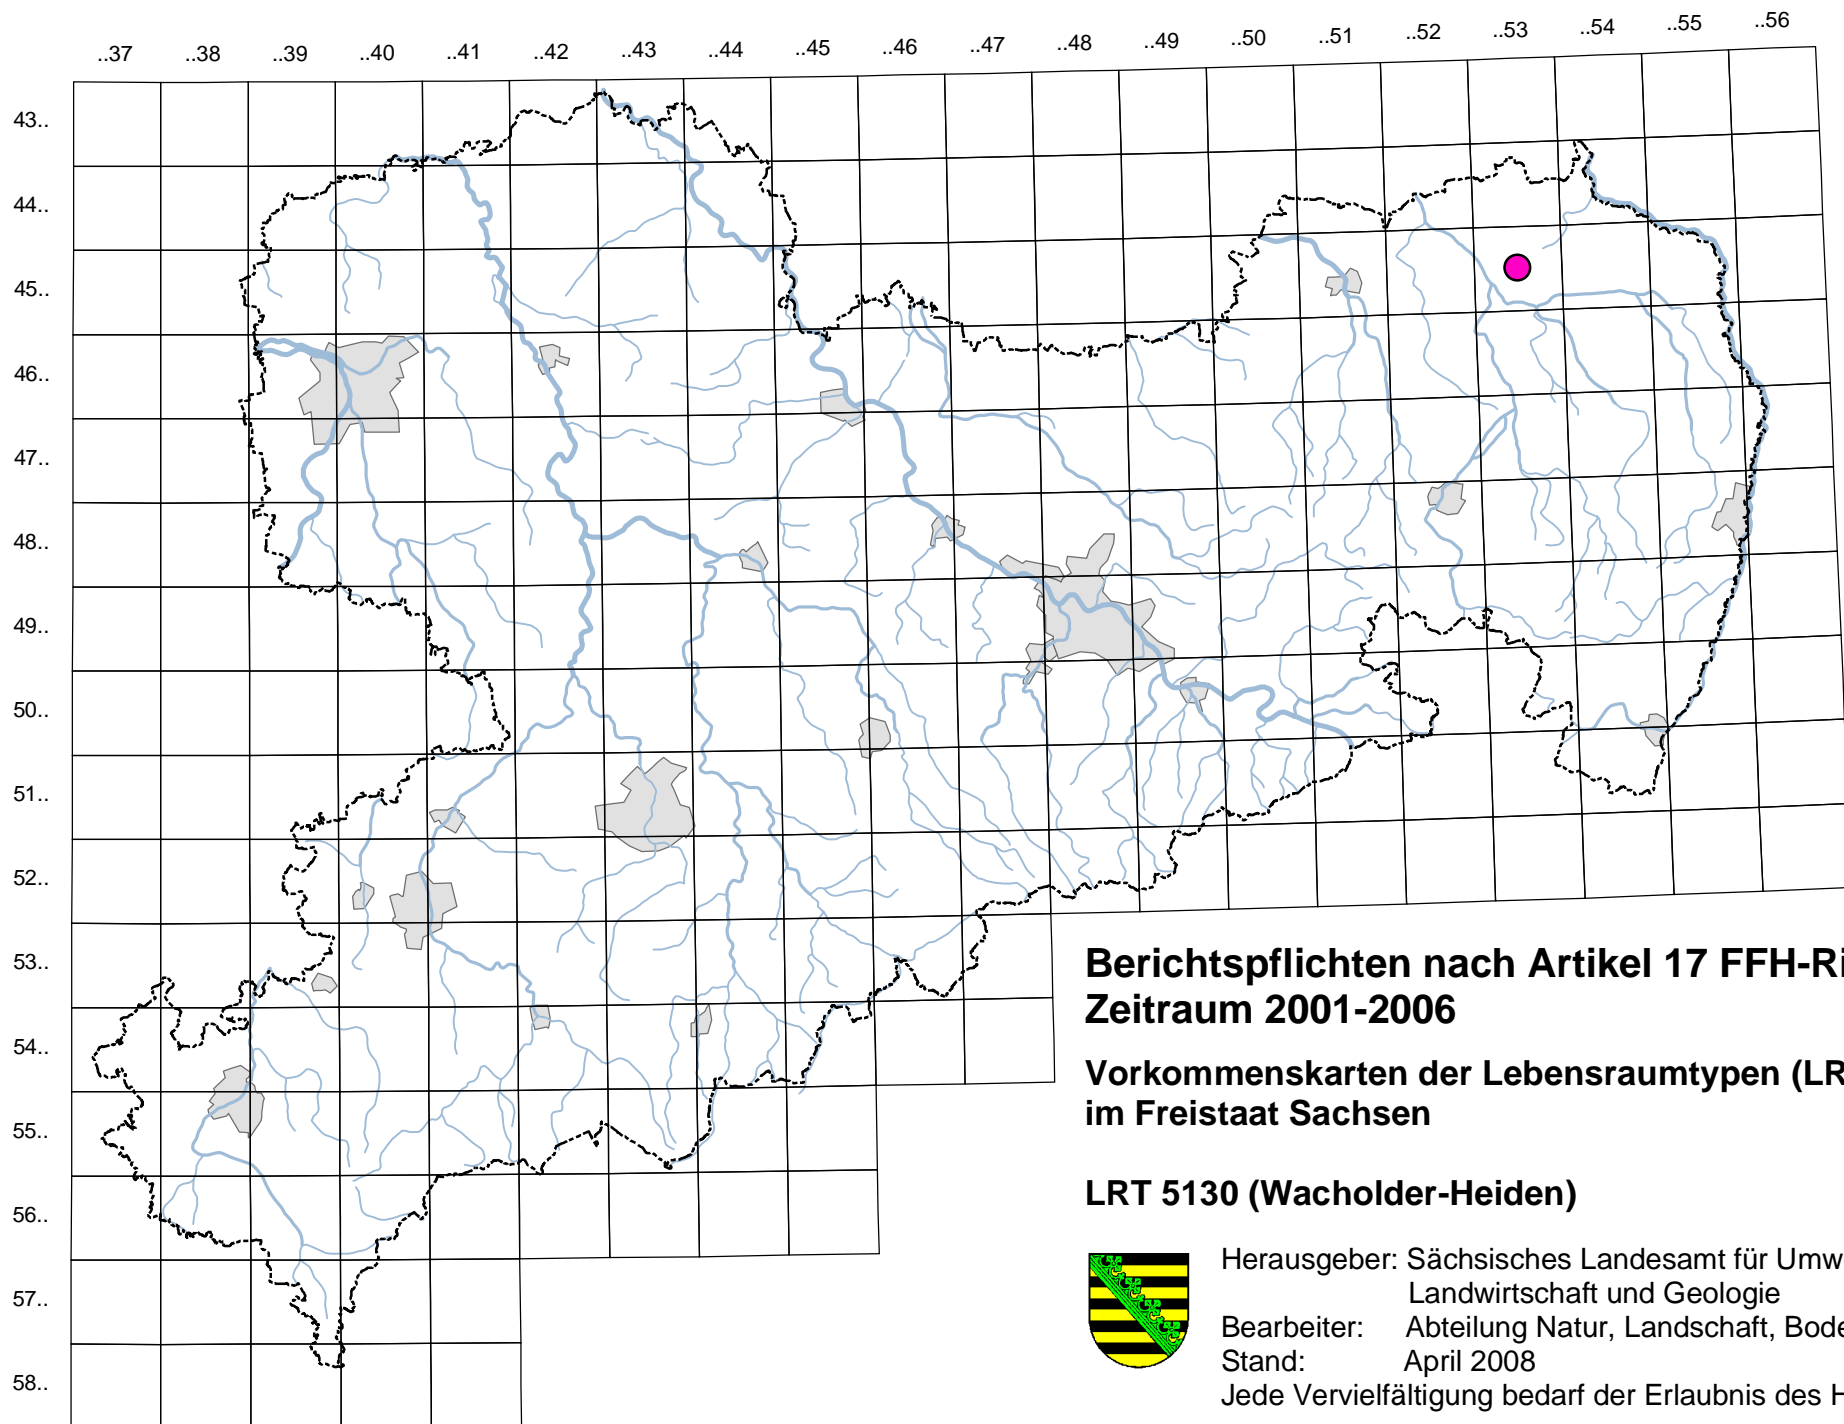 ..37 ..38 ..39 ..40 ..41 ..42 ..43 ..44 ..45 ..46 ..47 ..48 ..49 ..50 ..51 ..52 ..53 ..54 ..55 ..56
43..
44..
45..
46..
47..
48..
49..
50..
51..
52..
53..
54..
55..
56..
57..
58..
Berichtspflichten nach Artikel 17 FFH-Ri
Zeitraum 2001-2006
Vorkommenskarten der Lebensraumtypen (LR
im Freistaat Sachsen
LRT 5130 (Wacholder-Heiden)
Herausgeber: Sächsisches Landesamt für Umw
Landwirtschaft und Geologie
Bearbeiter: Abteilung Natur, Landschaft, Bode
Stand: April 2008
Jede Vervielfältigung bedarf der Erlaubnis des H